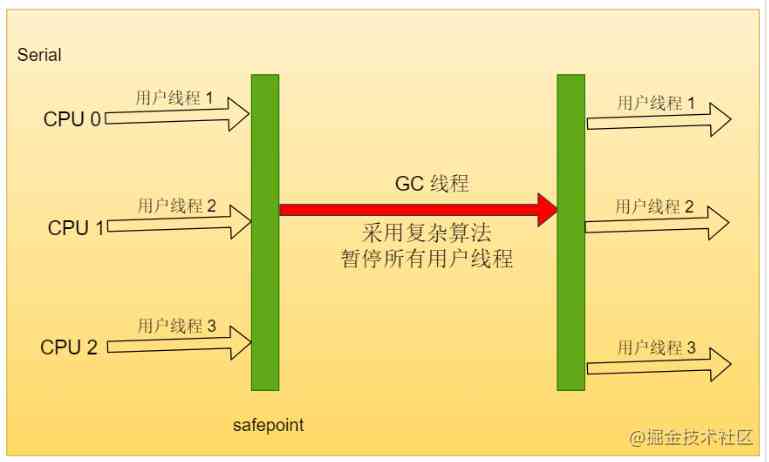 Serial
用户线程 1
用户线程 1
CPU 0
GC 线程
用户线程 2
用户线程 2
CPU 1
采用复杂算法
暂停所有用户线程
用户线程 3
CPU 2
用户线程 3
safepoint
@掘金技术社区